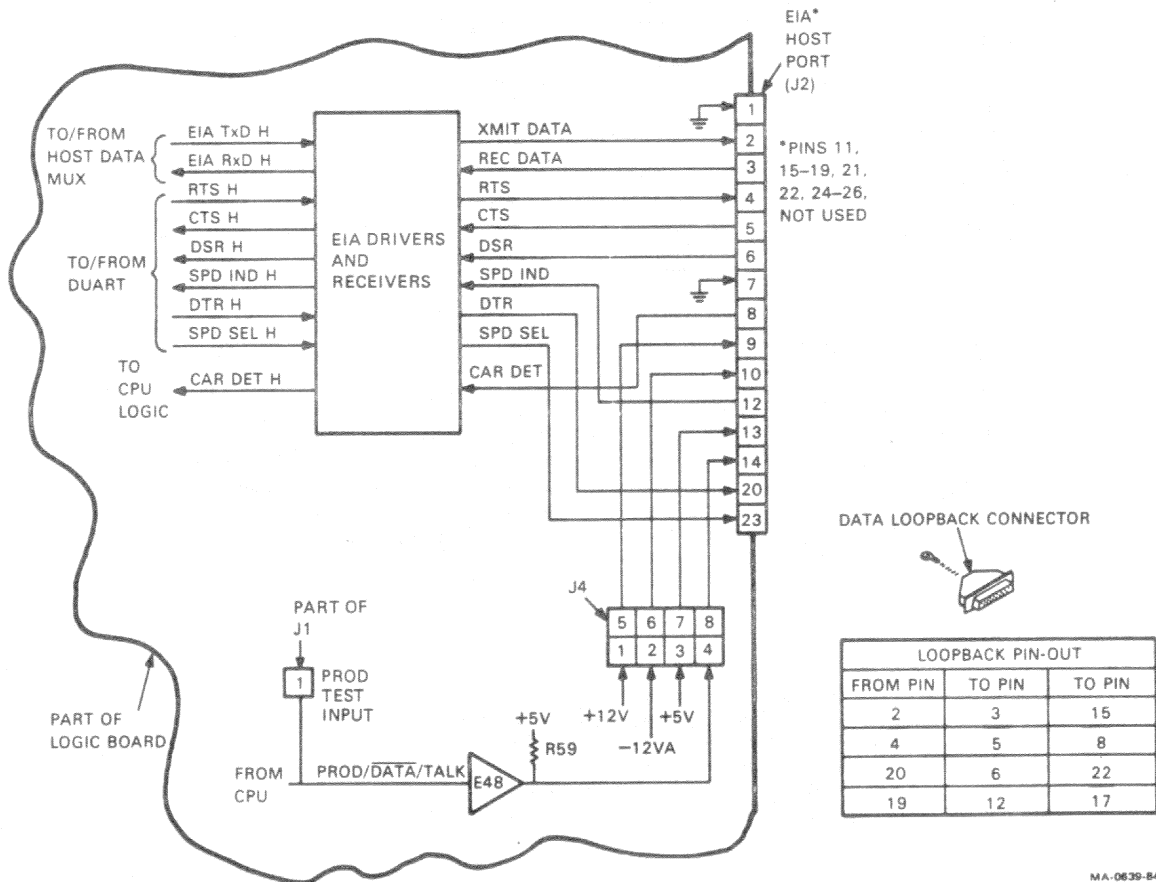 EIA*
HOST
PORT
(J2)
1
2
3
4
5
6
7
8
9
10
12
13
14
20
23
*PINS 11,
15–19, 21,
22, 24–26,
NOT USED
TO/FROM
HOST DATA
MUX
EIA TxD H
EIA RxD H
TO/FROM
DUART
RTS H
CTS H
DSR H
SPD IND H
DTR H
SPD SEL H
TO
CPU
LOGIC
CAR DET H
EIA DRIVERS
AND
RECEIVERS
XMIT DATA
REC DATA
RTS
CTS
DSR
SPD IND
DTR
SPD SEL
CAR DET
J4
5 6 7 8
1 2 3 4
+12V
−12VA
+5V
PART OF
J1
1
PROD
TEST
INPUT
+5V
R59
PART OF
LOGIC BOARD
FROM
CPU
PROD/DATA/TALK
E48
DATA LOOPBACK CONNECTOR
LOOPBACK PIN-OUT
FROM PIN TO PIN TO PIN
2 3 15
4 5 8
20 6 22
19 12 17
MA-0639-84